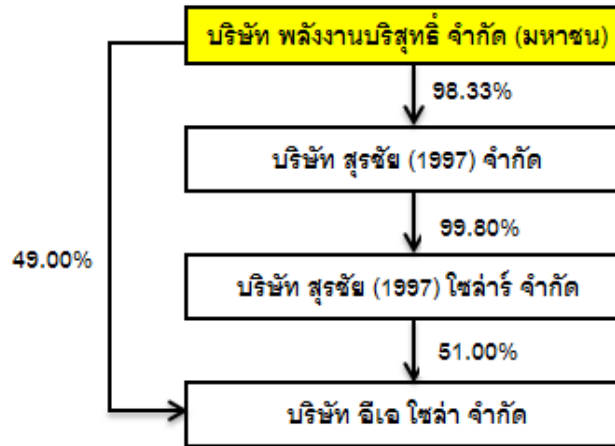 บริษัท พลังงานบริสุทธิ์ จำกัด (มหาชน)
98.33%
บริษัท สุรชัย (1997) จำกัด
99.80%
49.00%
บริษัท สุรชัย (1997) โซล่าร์ จำกัด
51.00%
บริษัท อีเอ โซล่า จำกัด